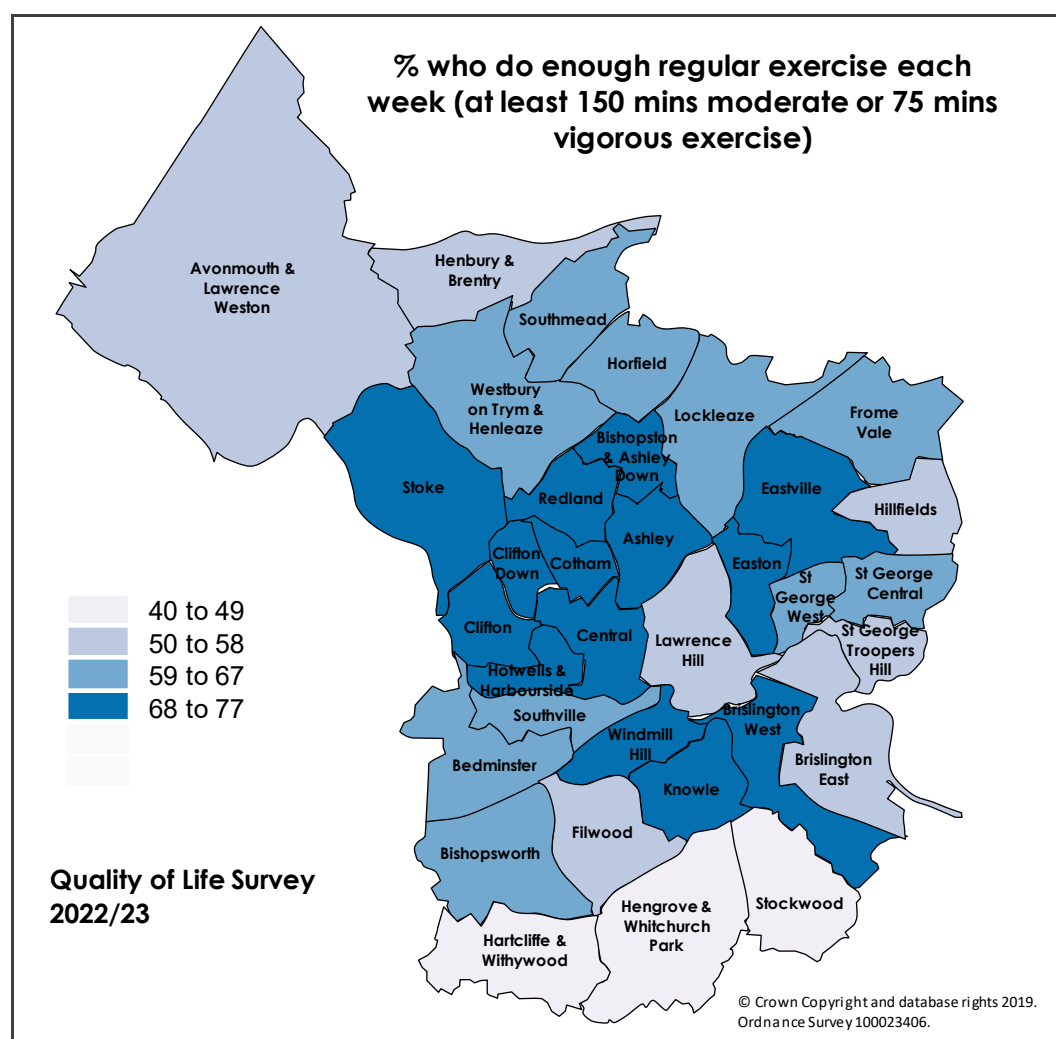 % who do enough regular exercise each
week (at least 150 mins moderate or 75 mins
vigorous exercise)
Avonmouth &
Lawrence
Weston
Henbury &
Brentry
Southmead
Horfield
Westbury
on Trym &
Henleaze
Lockleaze
Frome
Vale
Bishopston
& Ashley
Down
Stoke
Redland
Eastville
Hillfields
Ashley
Clifton
Down
Cotham
Easton
St
George
West
St George
Central
Clifton
Central
Lawrence
Hill
St George
Troopers
Hill
Hotwells &
Harbourside
Southville
Windmill
Hill
Brislington
West
Bedminster
Knowle
Brislington
East
Filwood
Bishopsworth
Stockwood
Hengrove &
Whitchurch
Park
Hartcliffe &
Withywood
40 to 49
50 to 58
59 to 67
68 to 77
Quality of Life Survey
2022/23
© Crown Copyright and database rights 2019.
Ordnance Survey 100023406.